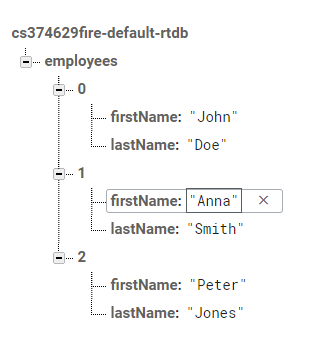 cs374629fire-default-rtdb
employees
0
firstName: "John"
lastName: "Doe"
1
firstName: "Anna" ×
lastName: "Smith"
2
firstName: "Peter"
lastName: "Jones"